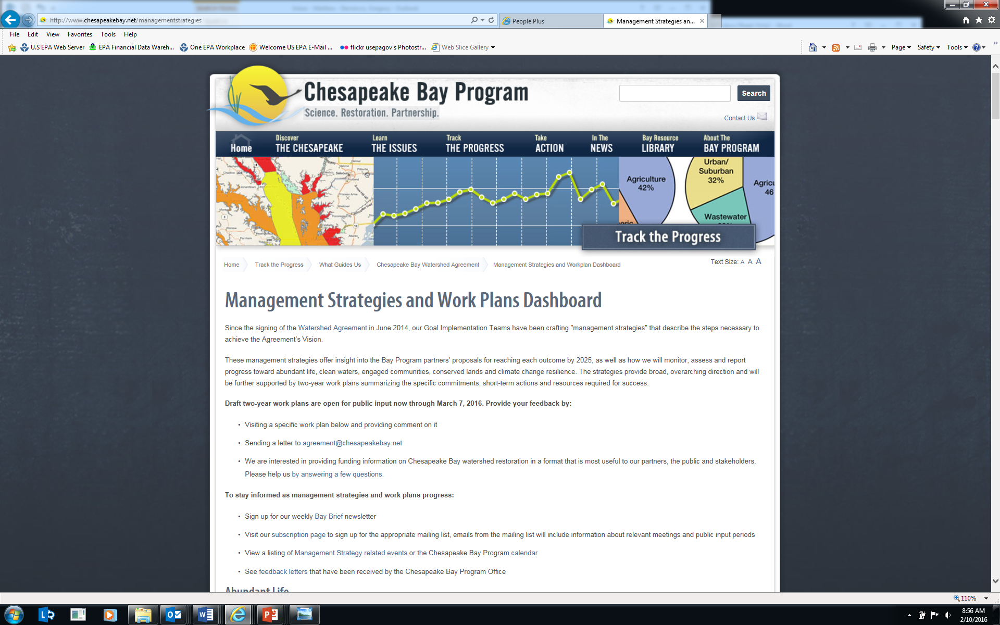 http://www.chesapeakebay.net/managementstrategies
People Plus
Management Strategies an...
File Edit View Favorites Tools Help
U.S EPA Web Server EPA Financial Data Wareh... One EPA Workplace Welcome US EPA E-Mail ... flickr usepagov's Photostr... Web Slice Gallery
Page Safety Tools
Chesapeake Bay Program
Science. Restoration. Partnership.
Search
Contact Us
Home
Discover THE CHESAPEAKE
Learn THE ISSUES
Track THE PROGRESS
Take ACTION
In The NEWS
Bay Resource LIBRARY
About The BAY PROGRAM
Agriculture
42%
Urban/
Suburban
32%
Wastewater
Agricu
46
Track the Progress
Home Track the Progress What Guides Us Chesapeake Bay Watershed Agreement Management Strategies and Workplan Dashboard
Text Size: A A A
Management Strategies and Work Plans Dashboard
Since the signing of the Watershed Agreement in June 2014, our Goal Implementation Teams have been crafting "management strategies" that describe the steps necessary to
achieve the Agreement's Vision.
These management strategies offer insight into the Bay Program partners' proposals for reaching each outcome by 2025, as well as how we will monitor, assess and report
progress toward abundant life, clean waters, engaged communities, conserved lands and climate change resilience. The strategies provide broad, overarching direction and will
be further supported by two-year work plans summarizing the specific commitments, short-term actions and resources required for success.
Draft two-year work plans are open for public input now through March 7, 2016. Provide your feedback by:
• Visiting a specific work plan below and providing comment on it
• Sending a letter to agreement@chesapeakebay.net
• We are interested in providing funding information on Chesapeake Bay watershed restoration in a format that is most useful to our partners, the public and stakeholders.
Please help us by answering a few questions.
To stay informed as management strategies and work plans progress:
• Sign up for our weekly Bay Brief newsletter
• Visit our subscription page to sign up for the appropriate mailing list, emails from the mailing list will include information about relevant meetings and public input periods
• View a listing of Management Strategy related events or the Chesapeake Bay Program calendar
• See feedback letters that have been received by the Chesapeake Bay Program Office
Abundant Life
110%
8:56 AM
2/10/2016